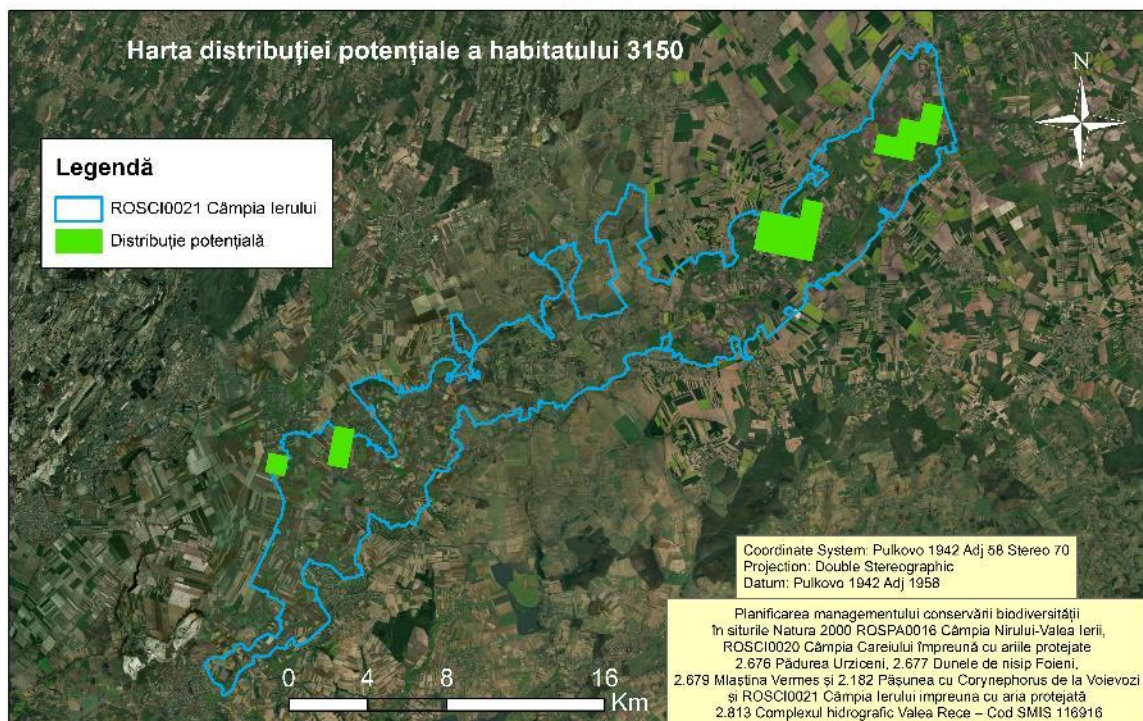 Harta distribuției potențiale a habitatului 3150
N
Legendă
ROSCI0021 Câmpia Ierului
Distribuție potențială
Coordinate System: Pulkovo 1942 Adj 58 Stereo 70
Projection: Double Stereographic
Datum: Pulkovo 1942 Adj 1958
Planificarea managementului conservării biodiversității
în siturile Natura 2000 ROSPA0016 Câmpia Nirului-Valea Ierii,
ROSCI0020 Câmpia Careiului împreună cu ariile protejate
2.676 Pădurea Urziceni, 2.677 Dunele de nisip Foieni,
2.679 Mlaștina Vermes și 2.182 Pășunea cu Corynephorus de la Voievozi
și ROSCI0021 Câmpia Ierului impreuna cu aria protejată
2.813 Complexul hidrografic Valea Rece – Cod SMIS 116916
0 4 8 16
Km